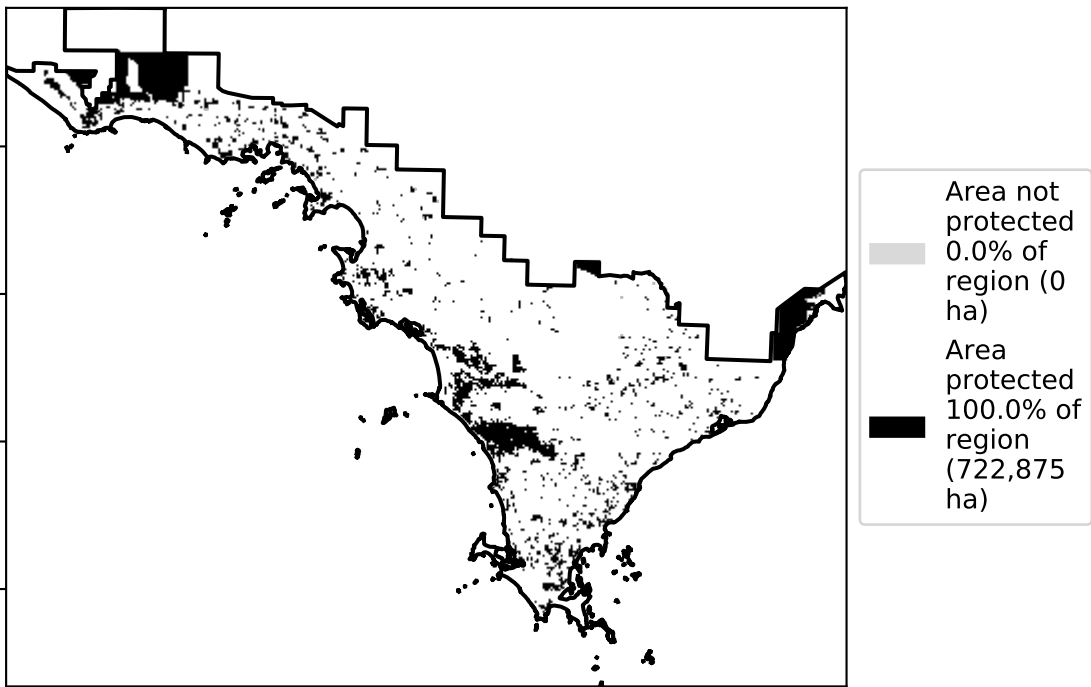 Area not
protected
0.0% of
region (0
ha)
Area
protected
100.0% of
region
(722,875
ha)